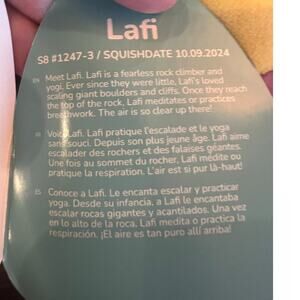 Lafi
S8 #1247-3 / SQUISHDATE 10.09.2024
EN Meet Lafi. Lafi is a fearless rock climber and
yogi. Ever since they were little, Lafi's loved
scaling giant boulders and cliffs. Once they reach
the top of the rock, Lafi meditates or practices
breathwork. The air is so clear up there!
Voici Lafi. Lafi pratique l'escalade et le yoga
sans souci. Depuis son plus jeune âge, Lafi aime
escalader des rochers et des falaises géantes.
Une fois au sommet du rocher, Lafi médite ou
pratique la respiration. L'air est si pur là-haut!
ES Conoce a Lafi. Le encanta escalar y practicar
yoga. Desde su infancia, a Lafi le encantaba
escalar rocas gigantes y acantilados. Una vez
en lo alto de la roca, Lafi medita o practica la
respiración. ¡El aire es tan puro allí arriba!